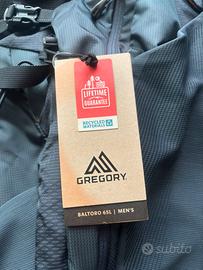 LIFETIME
GUARANTEE
RECYCLED
MATERIALS
GREGORY
BALTORO 65L | MEN'S
subito